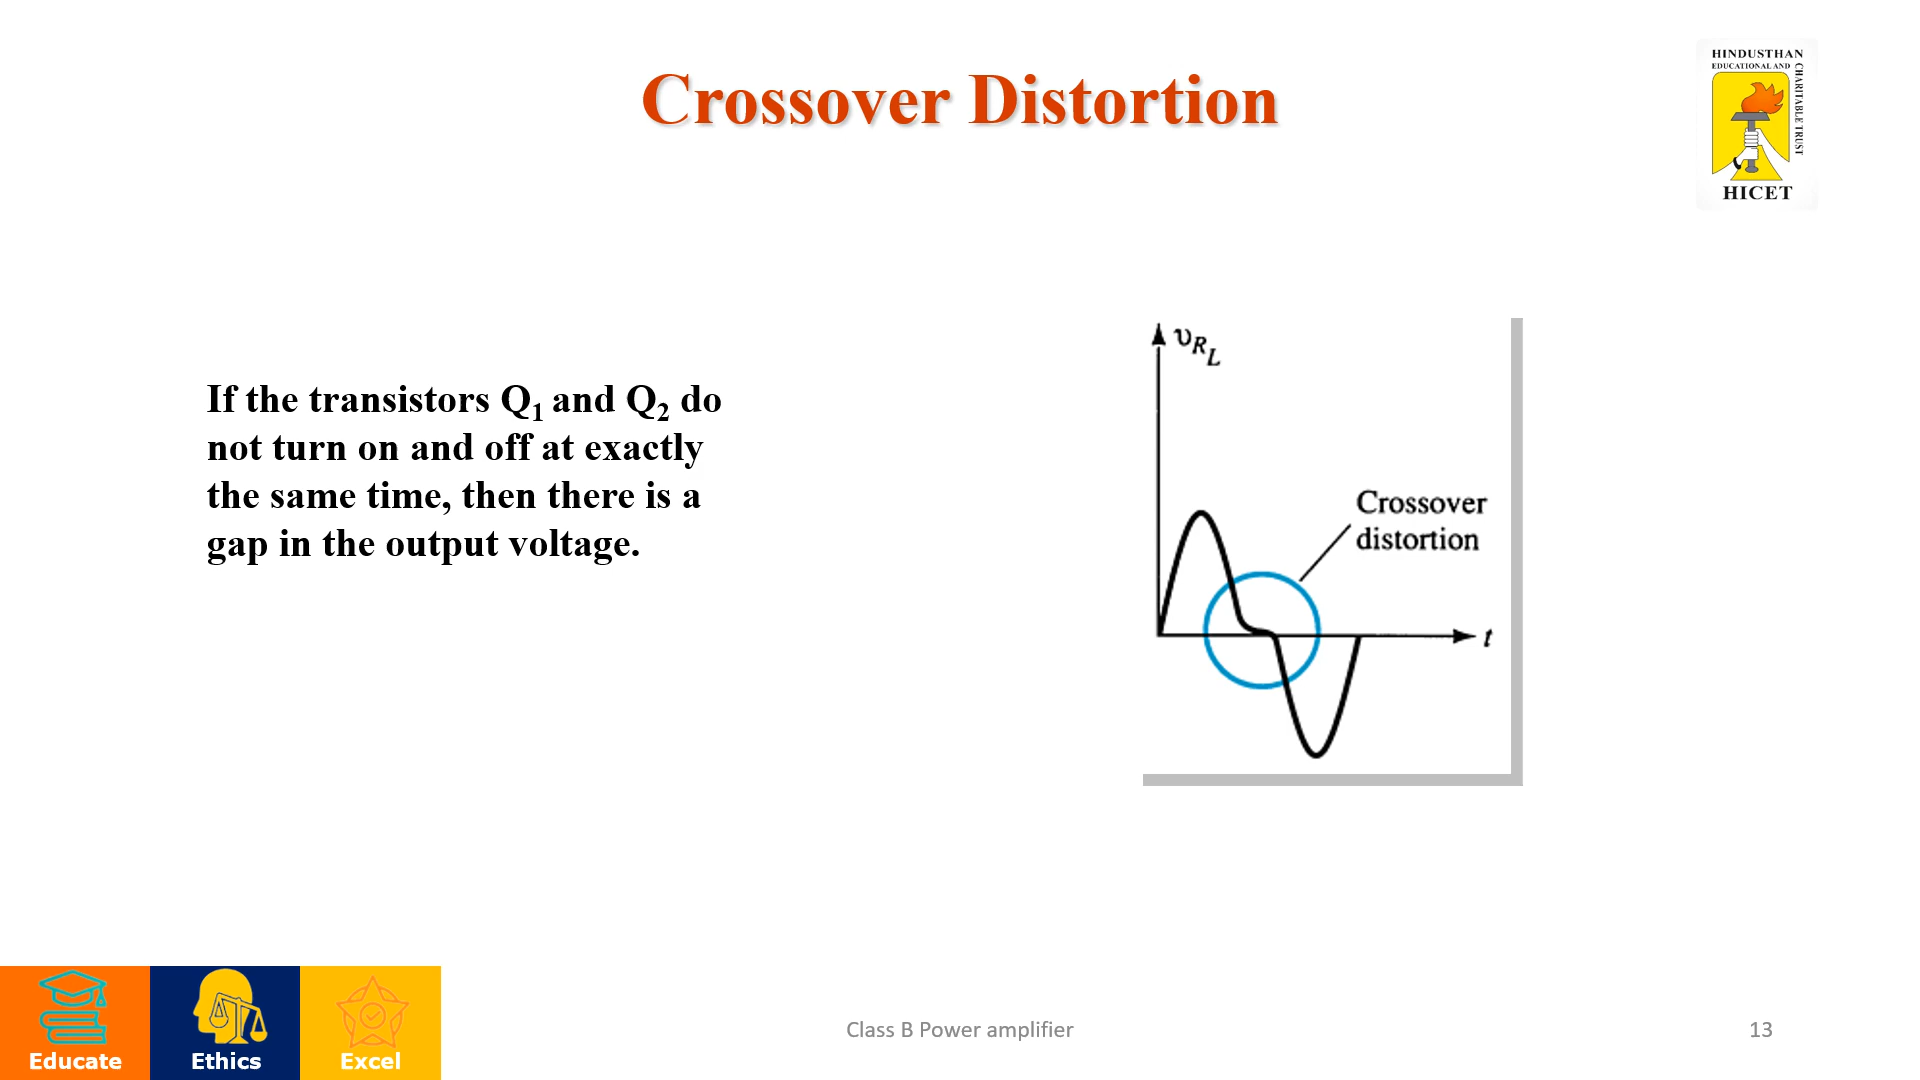 Crossover Distortion
HINDUSTHAN
EDUCATIONAL AND
CHARITABLE TRUST
HICET
If the transistors Q₁ and Q₂ do
not turn on and off at exactly
the same time, then there is a
gap in the output voltage.
υ_R_L
Crossover
distortion
t
Educate
Ethics
Excel
Class B Power amplifier
13